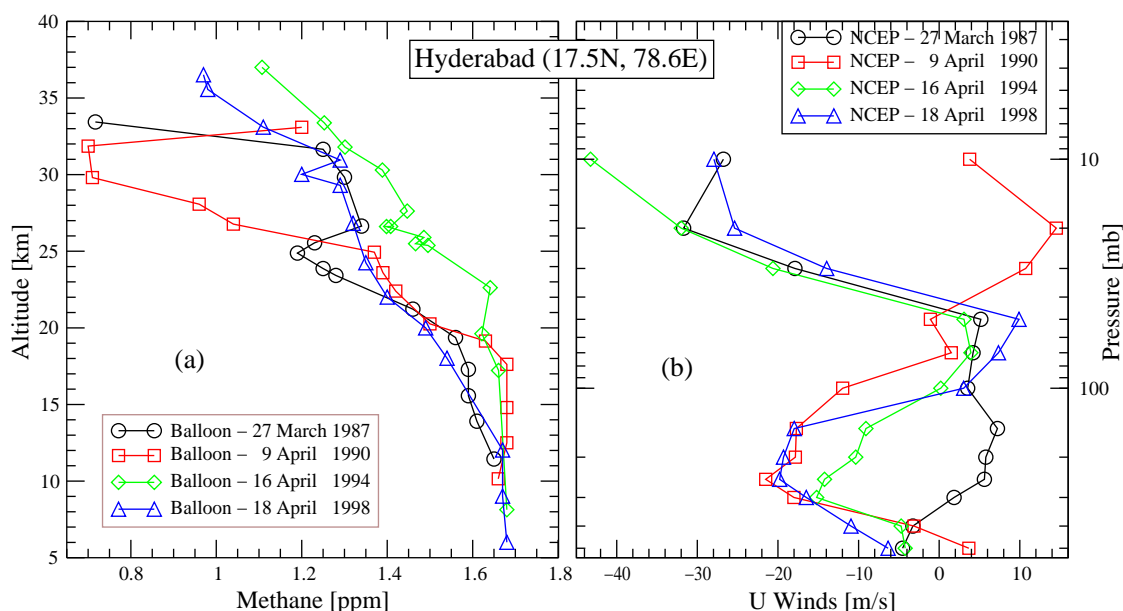 Hyderabad (17.5N, 78.6E)
40
35
30
25
20
15
10
5
Altitude [km]
(a)
Balloon – 27 March 1987
Balloon – 9 April 1990
Balloon – 16 April 1994
Balloon – 18 April 1998
0.8
1
1.2
1.4
1.6
1.8
Methane [ppm]
NCEP – 27 March 1987
NCEP – 9 April 1990
NCEP – 16 April 1994
NCEP – 18 April 1998
(b)
10
100
Pressure [mb]
−40
−30
−20
−10
0
10
U Winds [m/s]